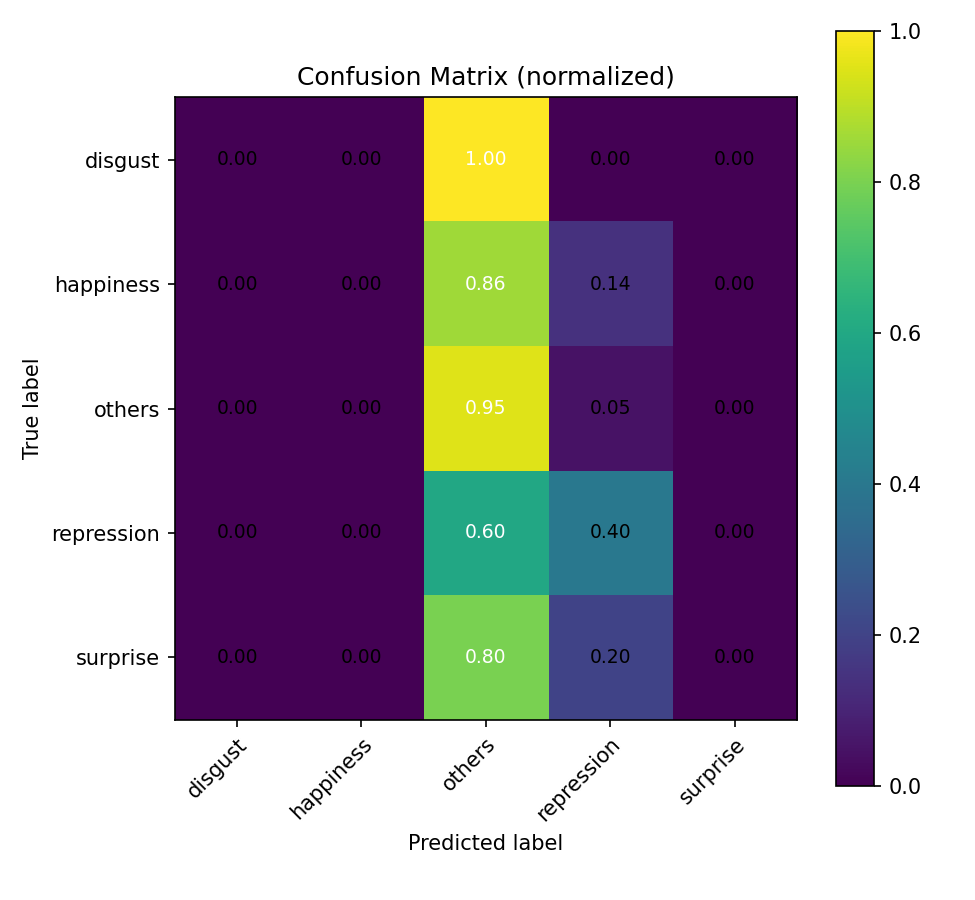 Confusion Matrix (normalized)
True label
disgust 0.00 0.00 1.00 0.00 0.00
happiness 0.00 0.00 0.86 0.14 0.00
others 0.00 0.00 0.95 0.05 0.00
repression 0.00 0.00 0.60 0.40 0.00
surprise 0.00 0.00 0.80 0.20 0.00
disgust happiness others repression surprise
Predicted label
1.0
0.8
0.6
0.4
0.2
0.0